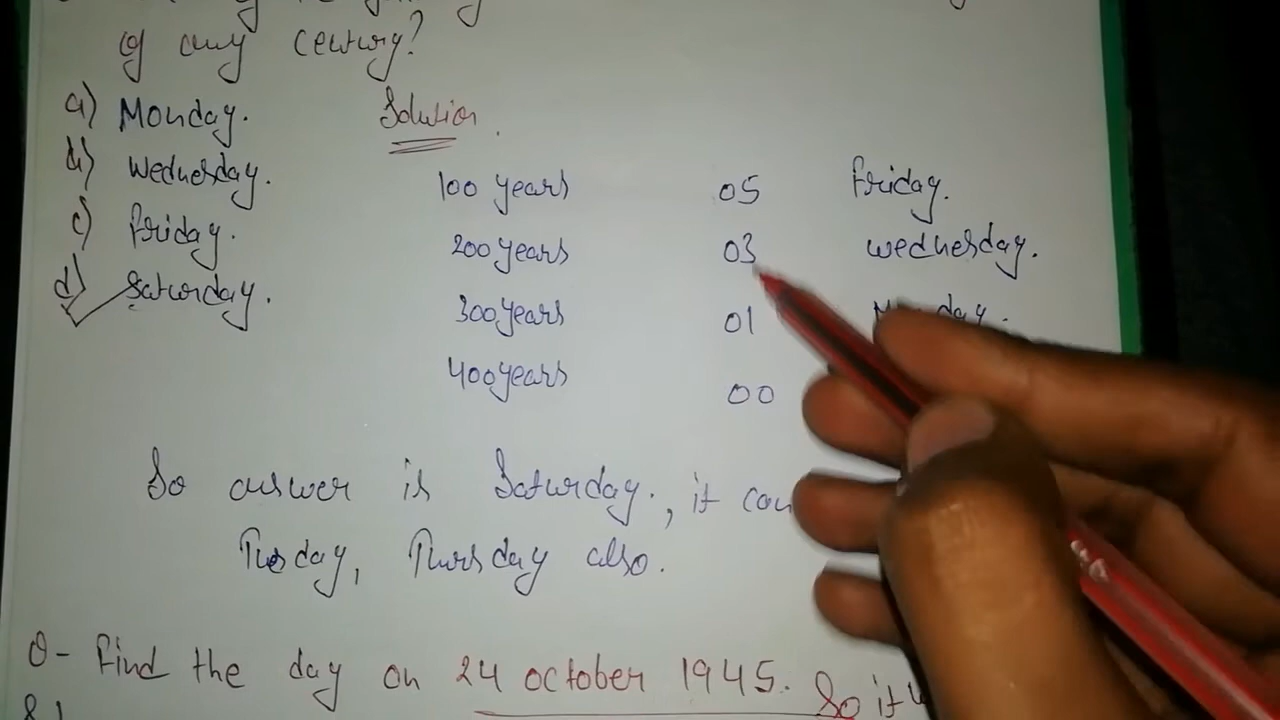 of any century?
a) Monday.
b) Wednesday.
c) Friday.
d) Saturday.
Solution.
100 years 05 Friday.
200 years 03 Wednesday.
300 years 01 Monday.
400 years 00
So answer is Saturday., it can
Tuesday, Thursday also.
Q- Find the day on 24 october 1945. So it